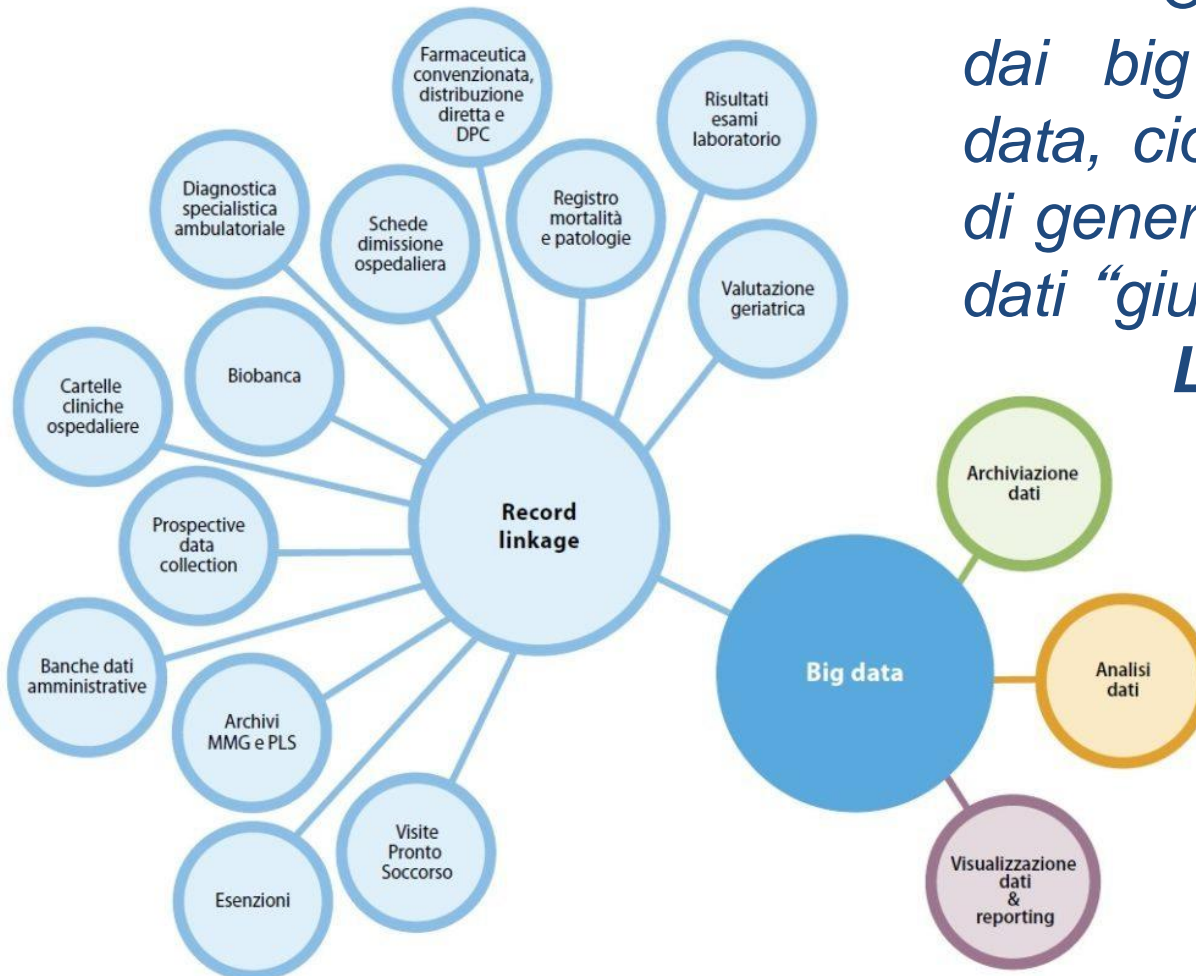 dai big
data, cio
di gener
dati “giu
L
Farmaceutica
convenzionata,
distribuzione
diretta e
DPC
Risultati
esami
laboratorio
Diagnostica
specialistica
ambulatoriale
Schede
dimissione
ospedaliera
Registro
mortalità
e patologie
Valutazione
geriatrica
Biobanca
Cartelle
cliniche
ospedaliere
Prospective
data
collection
Record
linkage
Banche dati
amministrative
Archivi
MMG e PLS
Esenzioni
Visite
Pronto
Soccorso
Big data
Archiviazione
dati
Analisi
dati
Visualizzazione
dati
&
reporting